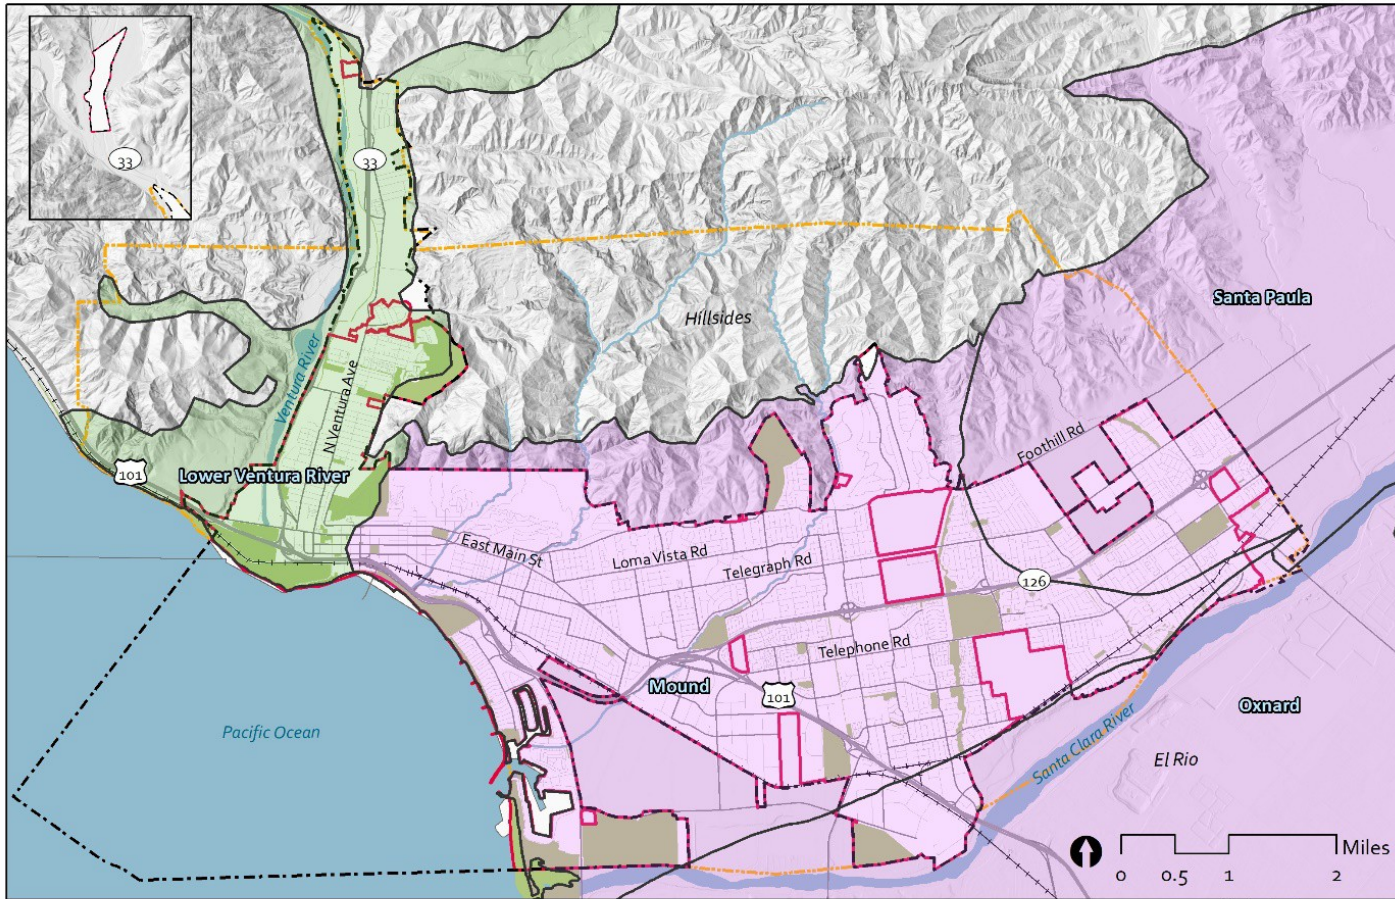 33
33
Santa Paula
Hillsides
Ventura River
N Ventura Ave
Foothill Rd
101
Lower Ventura River
East Main St
Loma Vista Rd
Telegraph Rd
126
Telephone Rd
Mound
101
Oxnard
Pacific Ocean
Santa Clara River
El Rio
Miles
0 0.5 1 2